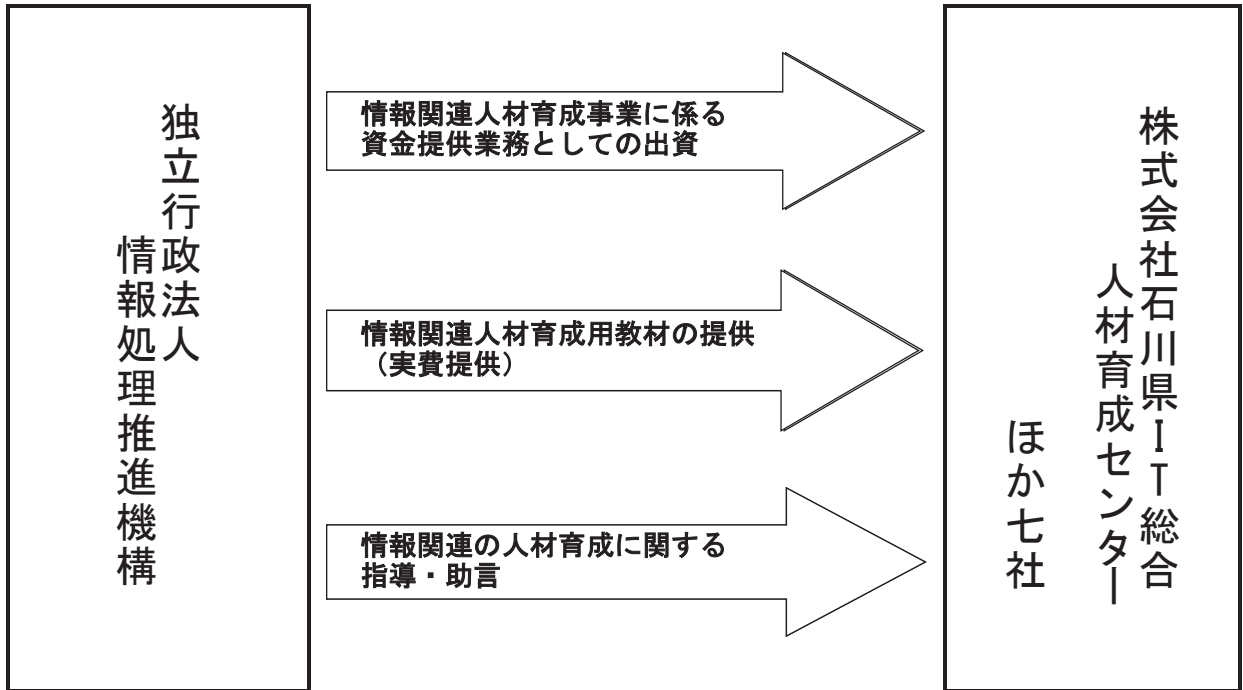 独立行政法人
情報処理推進機構
情報関連人材育成事業に係る
資金提供業務としての出資
情報関連人材育成用教材の提供
（実費提供）
情報関連の人材育成に関する
指導・助言
株式会社石川県ＩＴ総合
人材育成センター
ほか七社